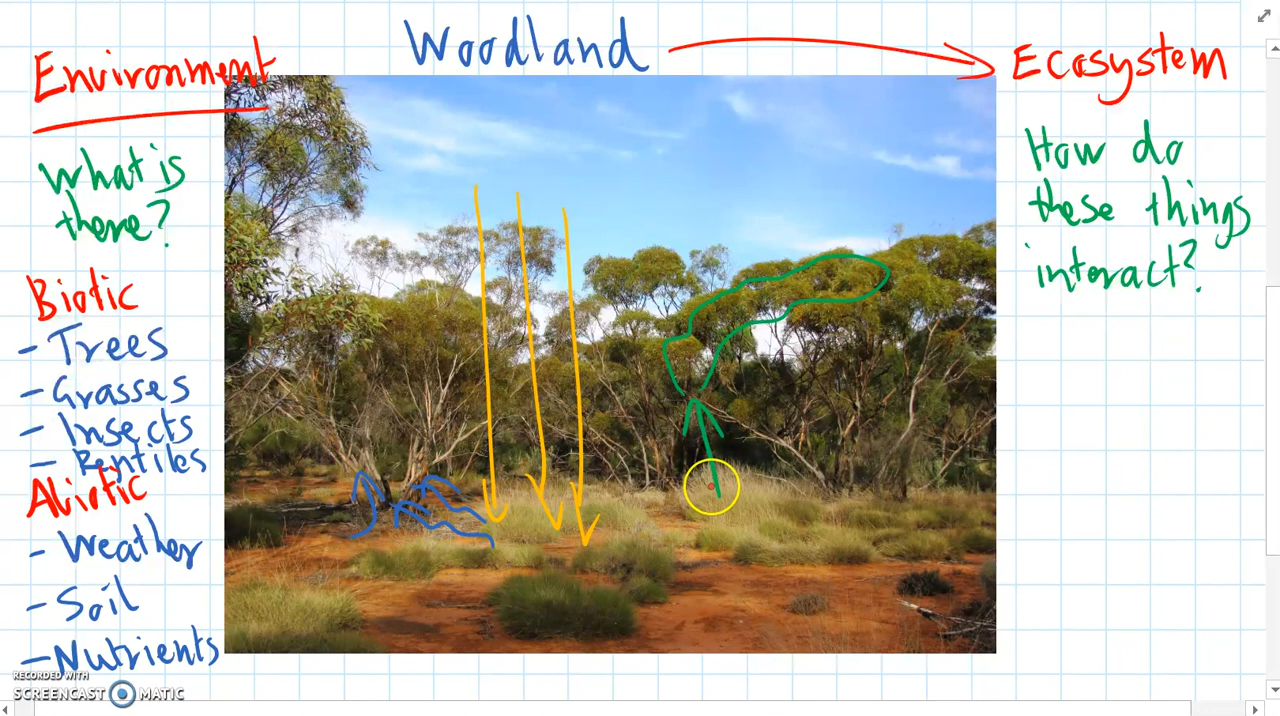 Woodland
Environment
What is
there?
Biotic
- Trees
- Grasses
- Insects
- Reptiles
Abiotic
- Weather
- Soil
- Nutrients
Ecosystem
How do
these things
interact?
RECORDED WITH
SCREENCAST MATIC